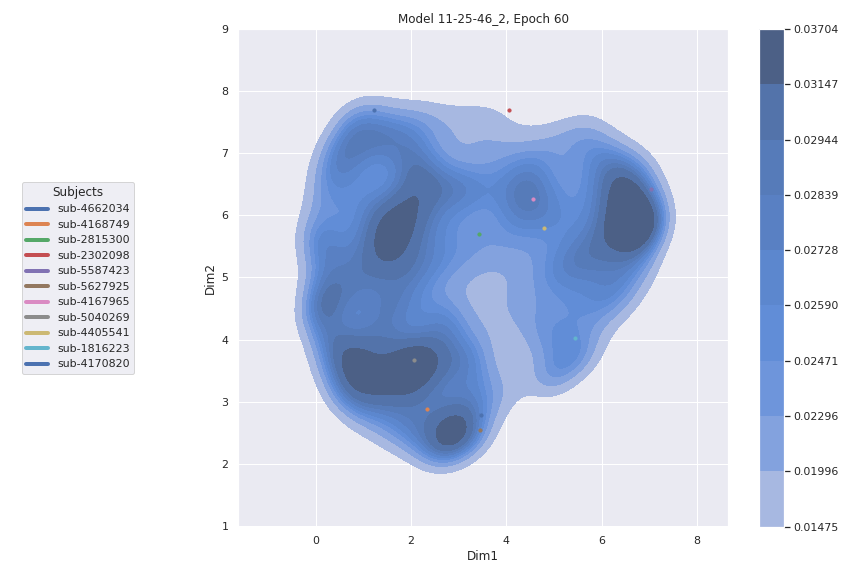 Model 11-25-46_2, Epoch 60
Subjects
sub-4662034
sub-4168749
sub-2815300
sub-2302098
sub-5587423
sub-5627925
sub-4167965
sub-5040269
sub-4405541
sub-1816223
sub-4170820
Dim2
9
8
7
6
5
4
3
2
1
0 2 4 6 8
Dim1
0.03704
0.03147
0.02944
0.02839
0.02728
0.02590
0.02471
0.02296
0.01996
0.01475